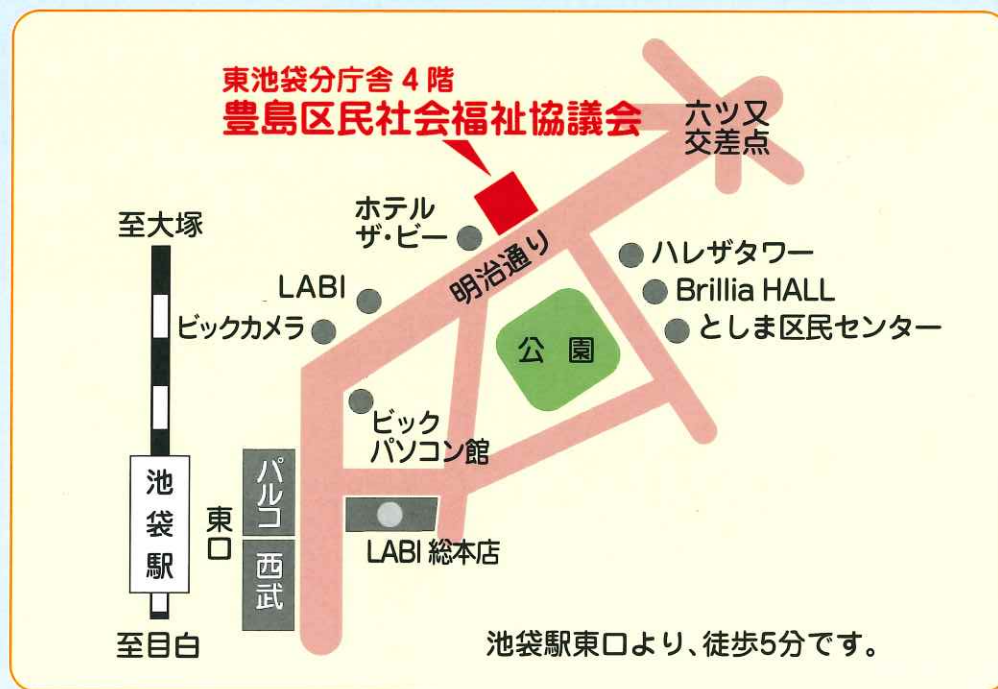 東池袋分庁舎 4 階
豊島区民社会福祉協議会
六ツ又
交差点
ホテル
ザ・ビー
至大塚
明治通り
ハレザタワー
LABI
Brillia HALL
ビックカメラ
としま区民センター
公園
ビック
パソコン館
パルコ
池袋駅
東口
LABI 総本店
西武
至目白
池袋駅東口より、徒歩5分です。